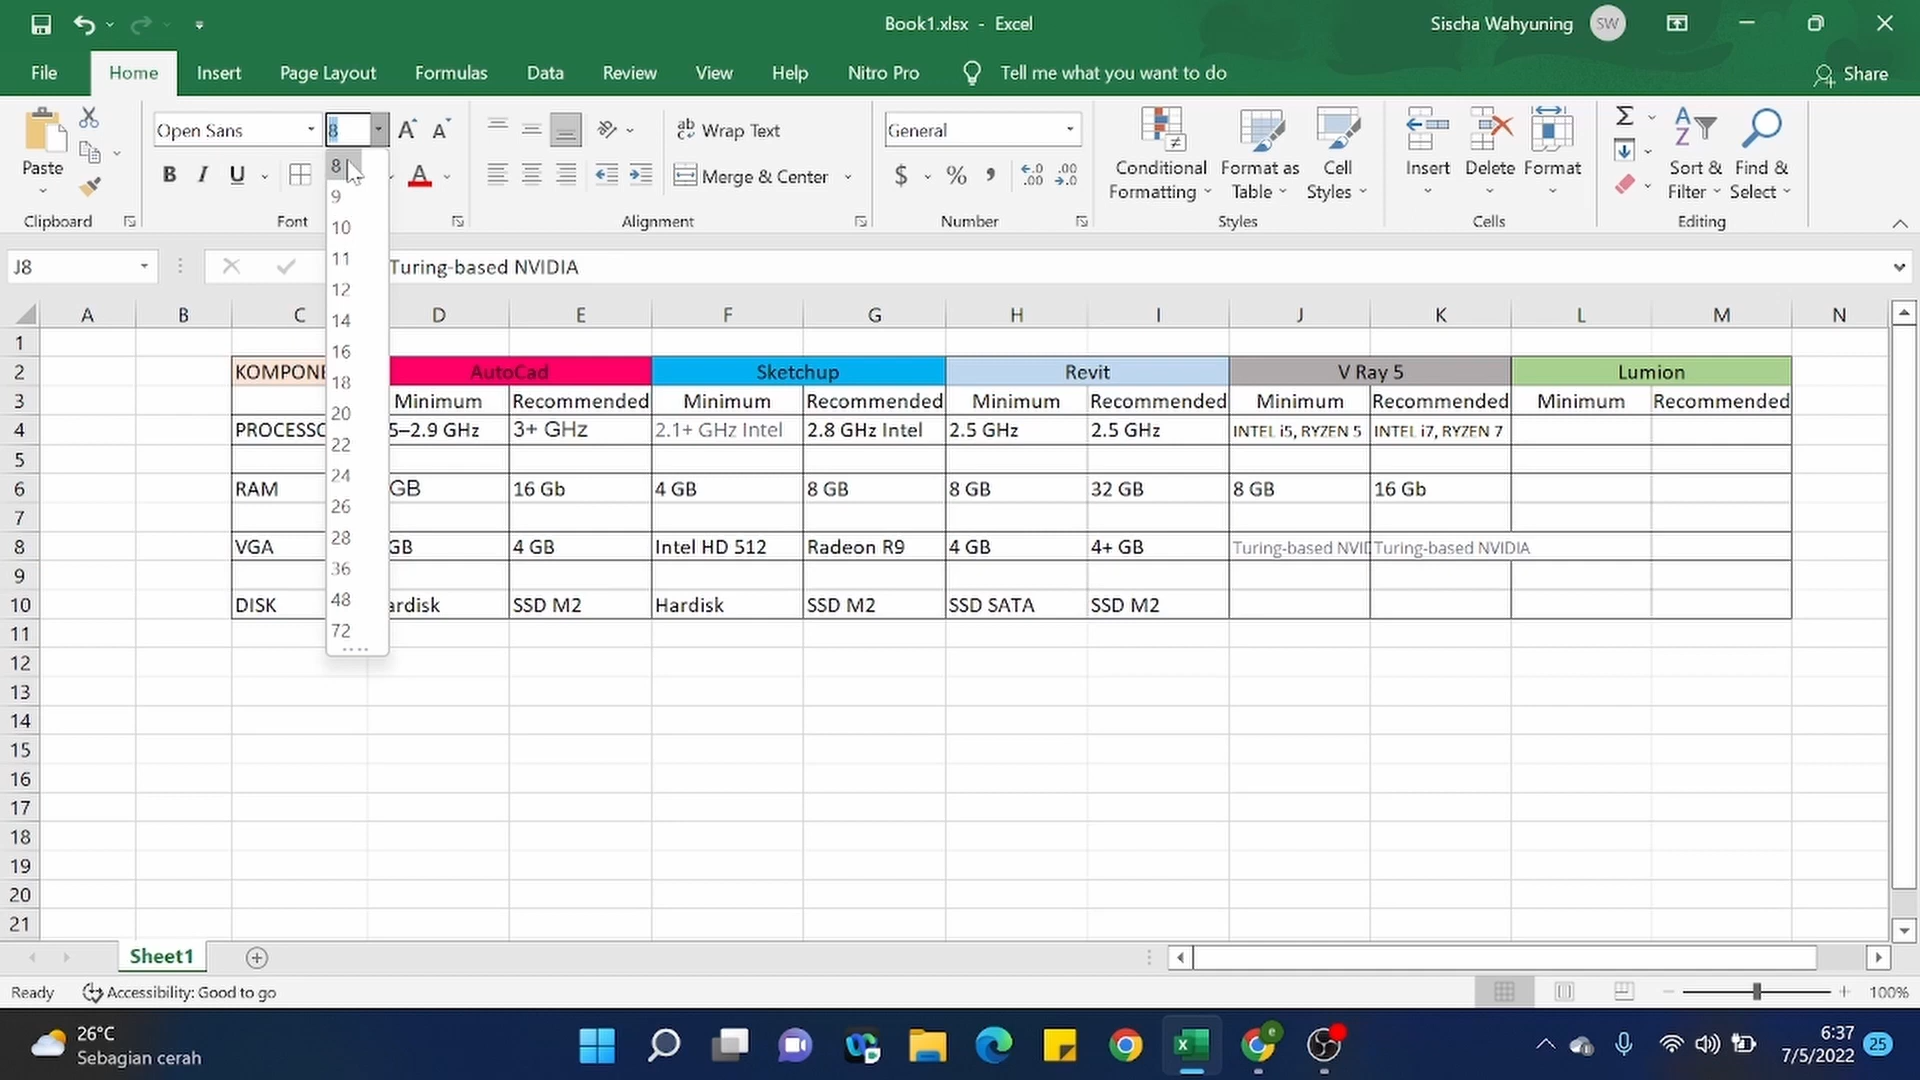 Book1.xlsx - Excel
Sischa Wahyuning SW
File Home Insert Page Layout Formulas Data Review View Help Nitro Pro Tell me what you want to do Share
Paste
Clipboard
Open Sans 8 A A
B I U A
Font
ab Wrap Text
Merge & Center
Alignment
General
$ % 9 .00 .00
Number
Conditional Formatting
Format as Table
Cell Styles
Styles
Insert Delete Format
Cells
Sort & Filter
Find & Select
Editing
8
9
10
11
12
14
16
18
20
22
24
26
28
36
48
72
J8 Turing-based NVIDIA
A B C D E F G H I J K L M N
1
2 KOMPONE AutoCad Sketchup Revit V Ray 5 Lumion
3 Minimum Recommended Minimum Recommended Minimum Recommended Minimum Recommended Minimum Recommended
4 PROCESSO 5–2.9 GHz 3+ GHz 2.1+ GHz Intel 2.8 GHz Intel 2.5 GHz 2.5 GHz INTEL i5, RYZEN 5 INTEL i7, RYZEN 7
5
6 RAM GB 16 Gb 4 GB 8 GB 8 GB 32 GB 8 GB 16 Gb
7
8 VGA GB 4 GB Intel HD 512 Radeon R9 4 GB 4+ GB Turing-based NVID Turing-based NVIDIA
9
10 DISK ardisk SSD M2 Hardisk SSD M2 SSD SATA SSD M2
11
12
13
14
15
16
17
18
19
20
21
Sheet1
Ready Accessibility: Good to go 100%
26°C
Sebagian cerah
6:37
7/5/2022 25